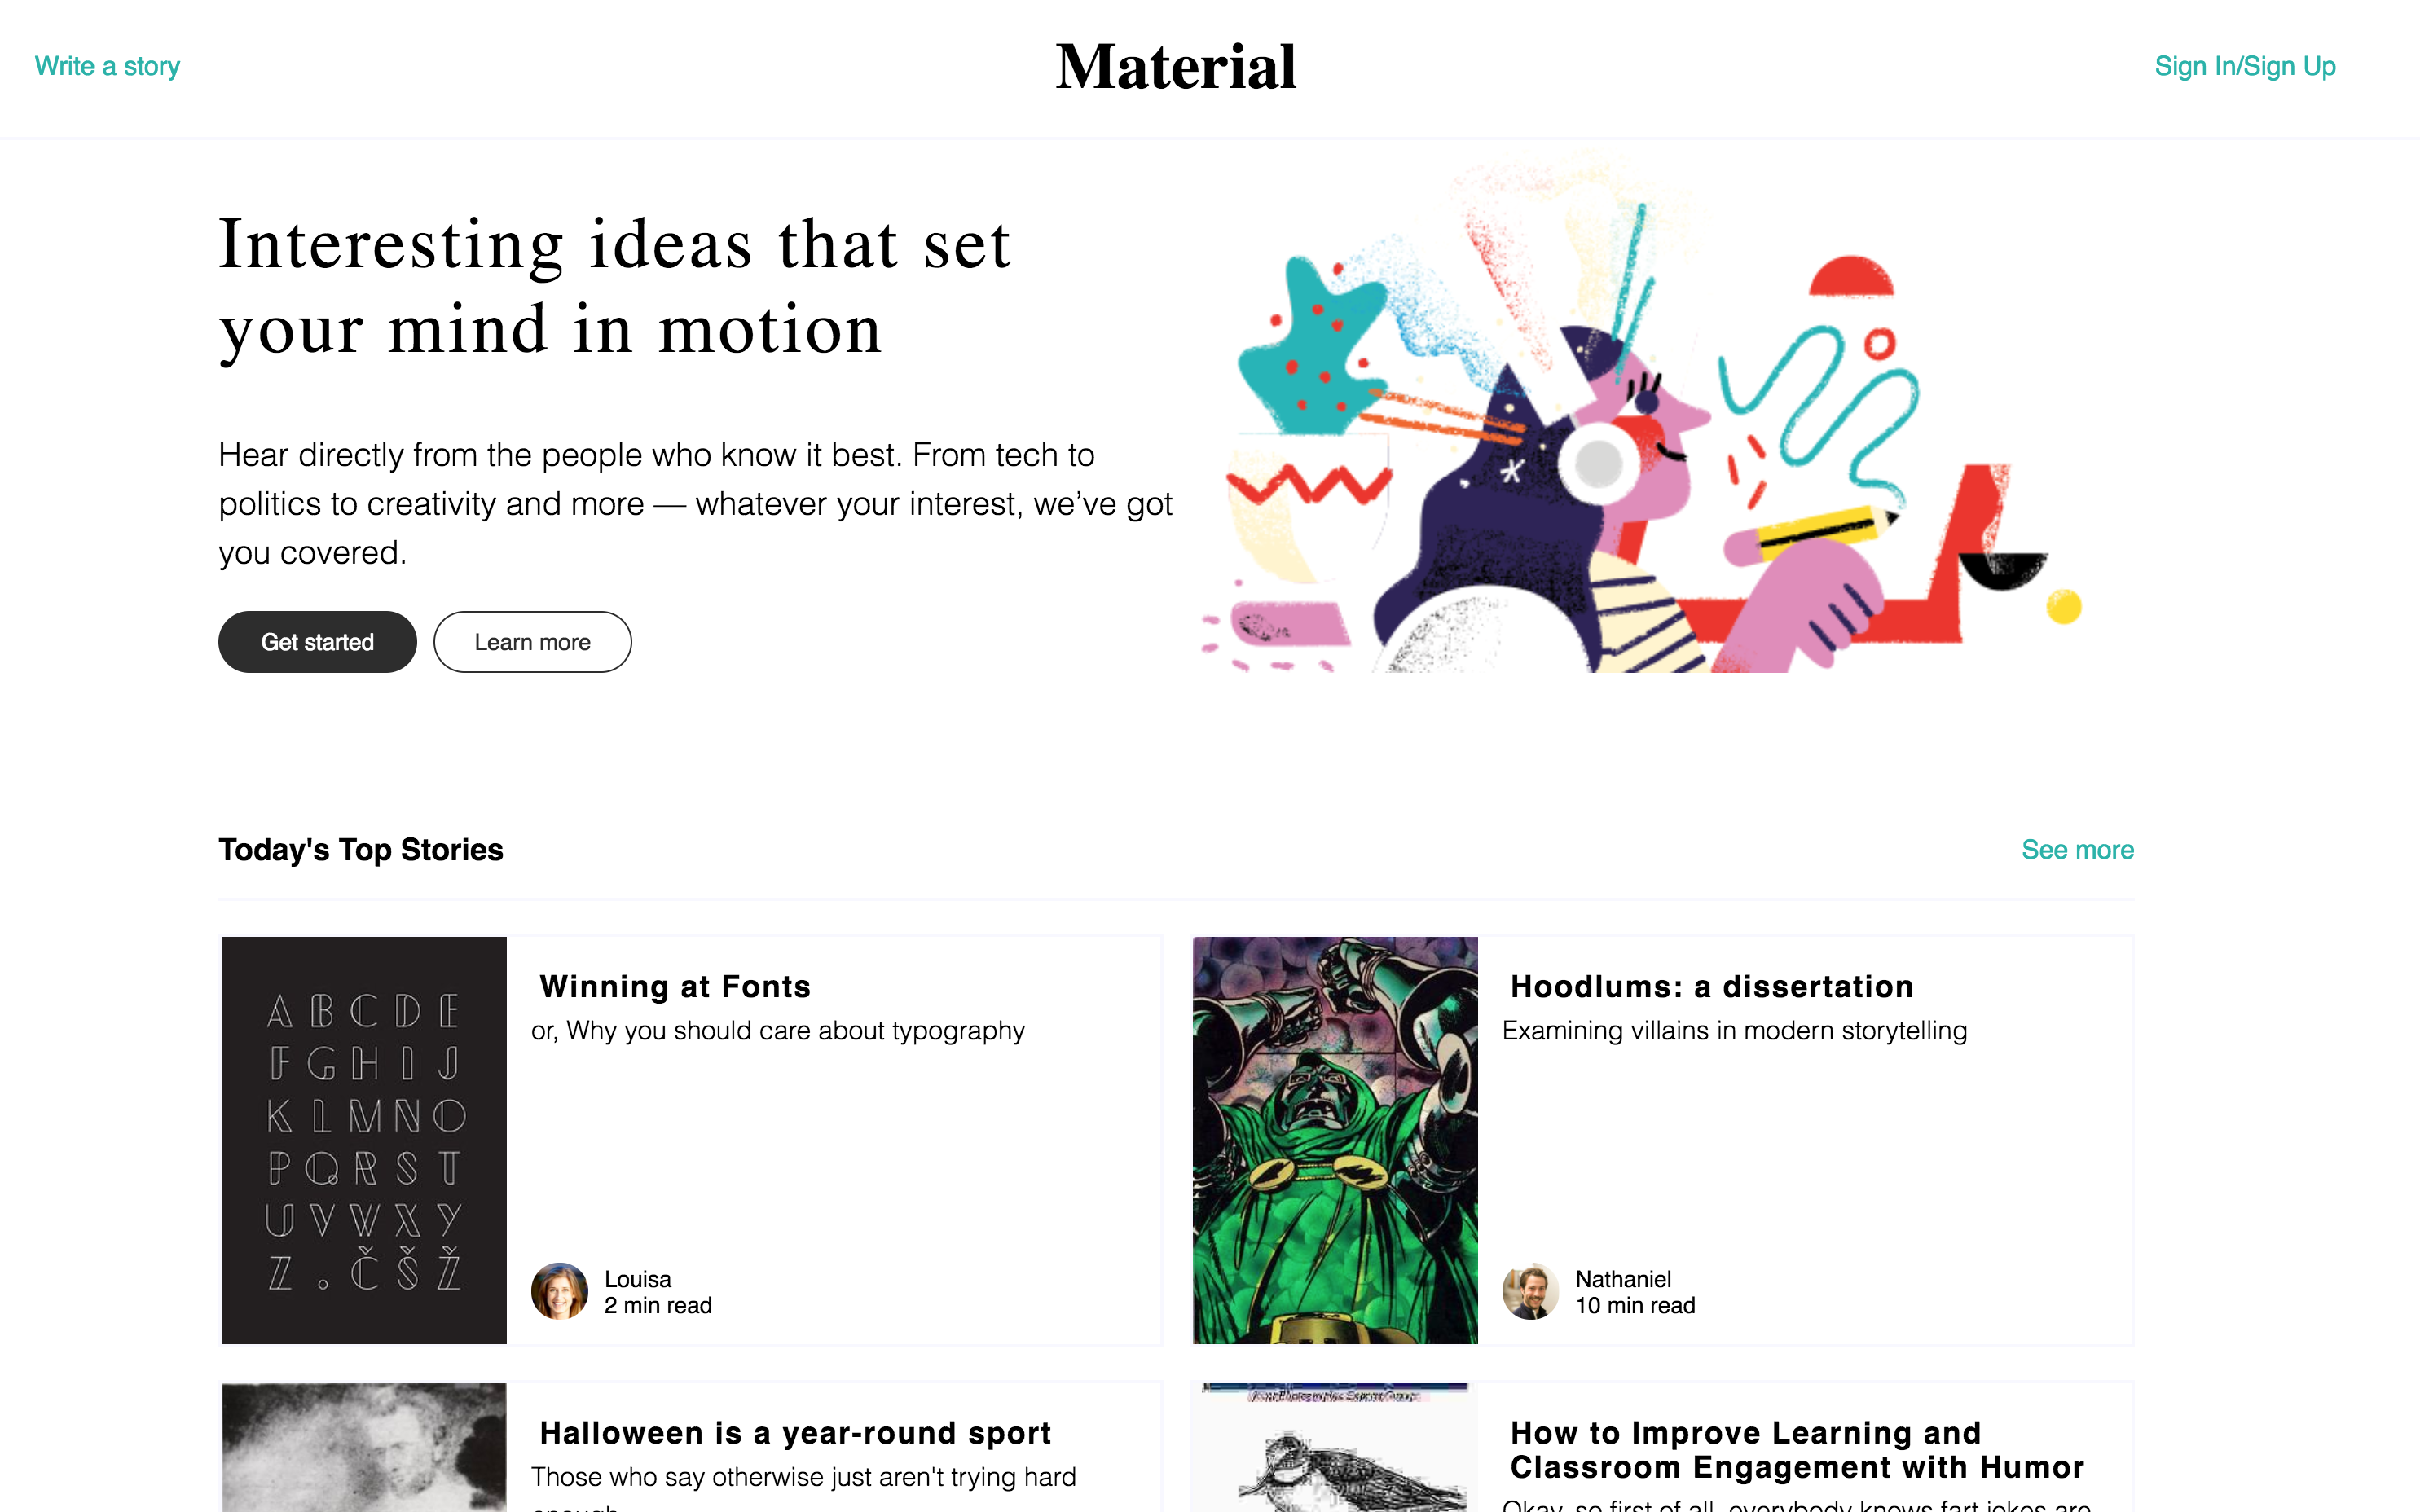 Write a story
Material
Sign In/Sign Up
Interesting ideas that set
your mind in motion
Hear directly from the people who know it best. From tech to
politics to creativity and more — whatever your interest, we’ve got
you covered.
Get started
Learn more
Today's Top Stories
See more
A B C D E
F G H I J
K L M N O
P Q R S T
U V W X Y
Z . Č Š Ž
Winning at Fonts
or, Why you should care about typography
Louisa
2 min read
Hoodlums: a dissertation
Examining villains in modern storytelling
Nathaniel
10 min read
Halloween is a year-round sport
Those who say otherwise just aren't trying hard
enough
How to Improve Learning and
Classroom Engagement with Humor
Okay, so first of all, everybody knows fart jokes are